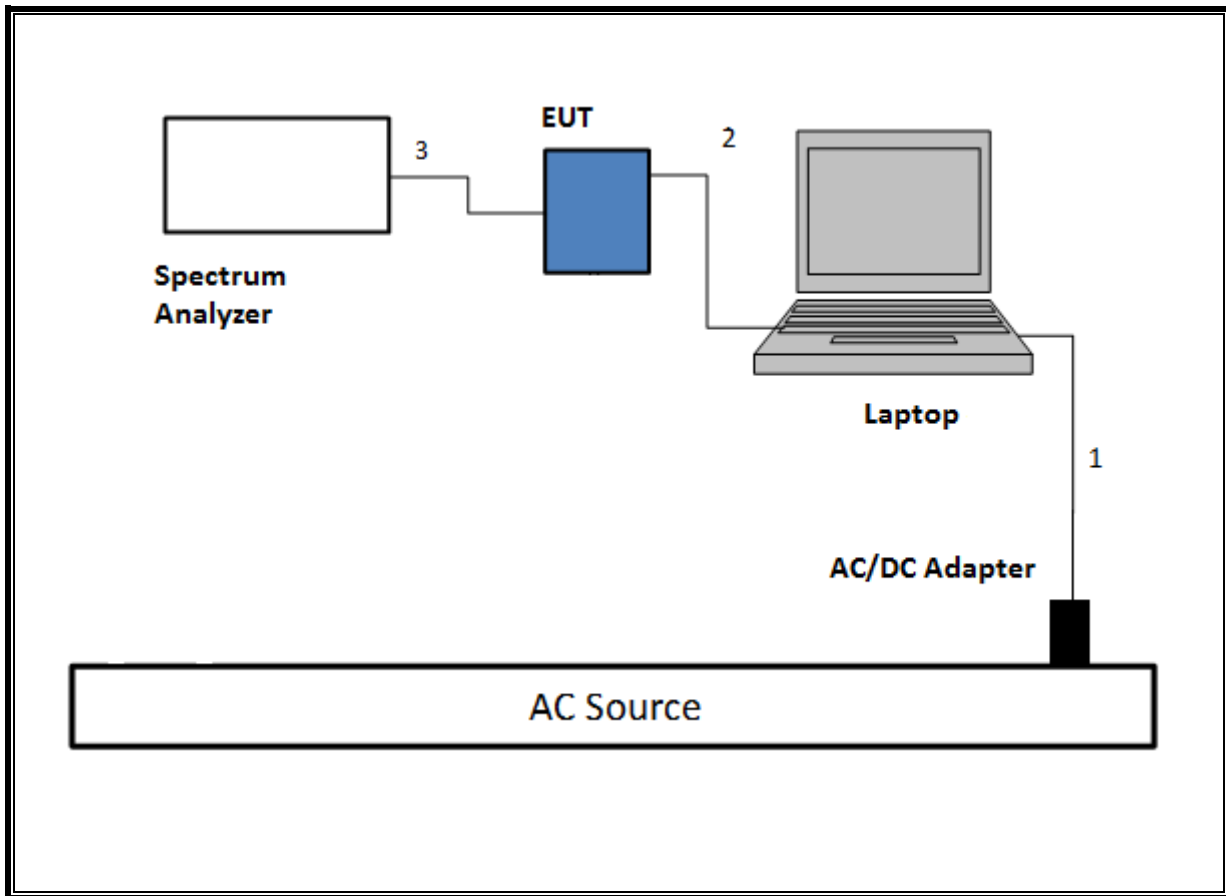 EUT
2
3
Spectrum
Analyzer
Laptop
1
AC/DC Adapter
AC Source